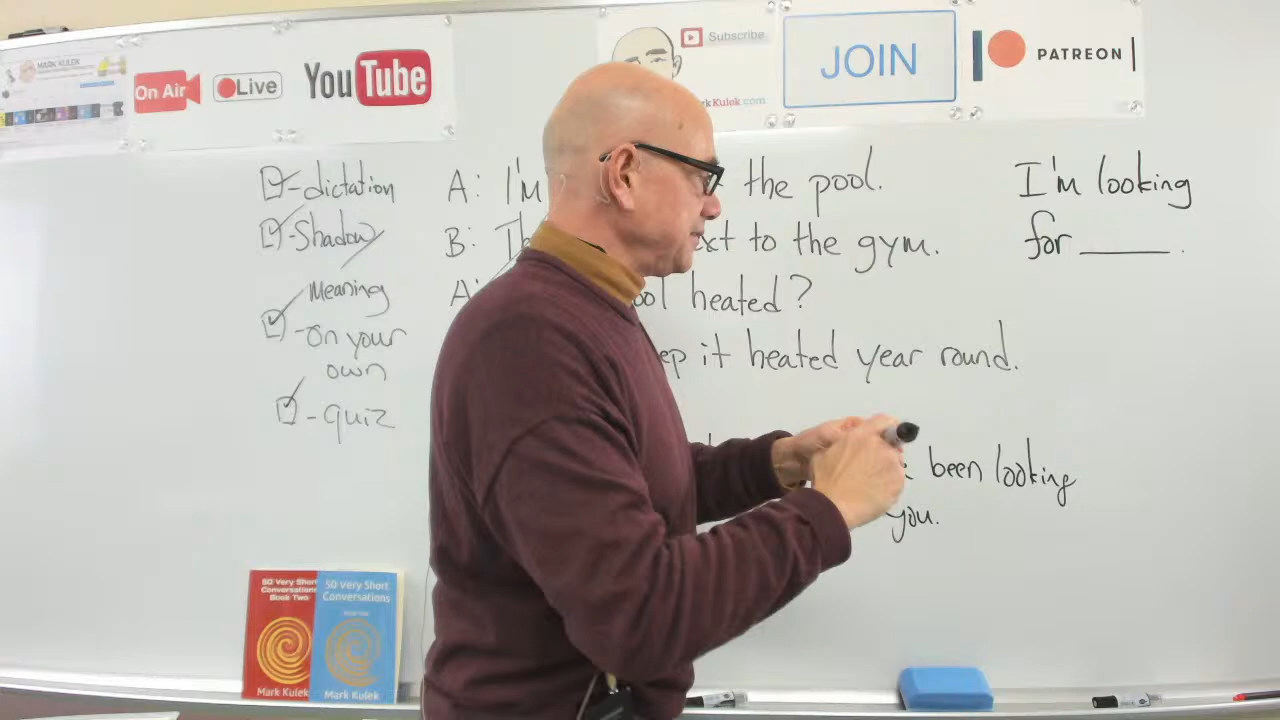 MARK KULEK
On Air
Live
YouTube
Subscribe
rkKulek.com
JOIN
PATREON
- dictation
- Shadow
Meaning
- on your
own
- quiz
A: I'm the pool.
B: Th xt to the gym.
A: ool heated?
ep it heated year round.
been looking
you.
I'm looking
for ____.
50 Very Short
Conversations
Book Two
Mark Kulek
50 Very Short
Conversations
Mark Kulek